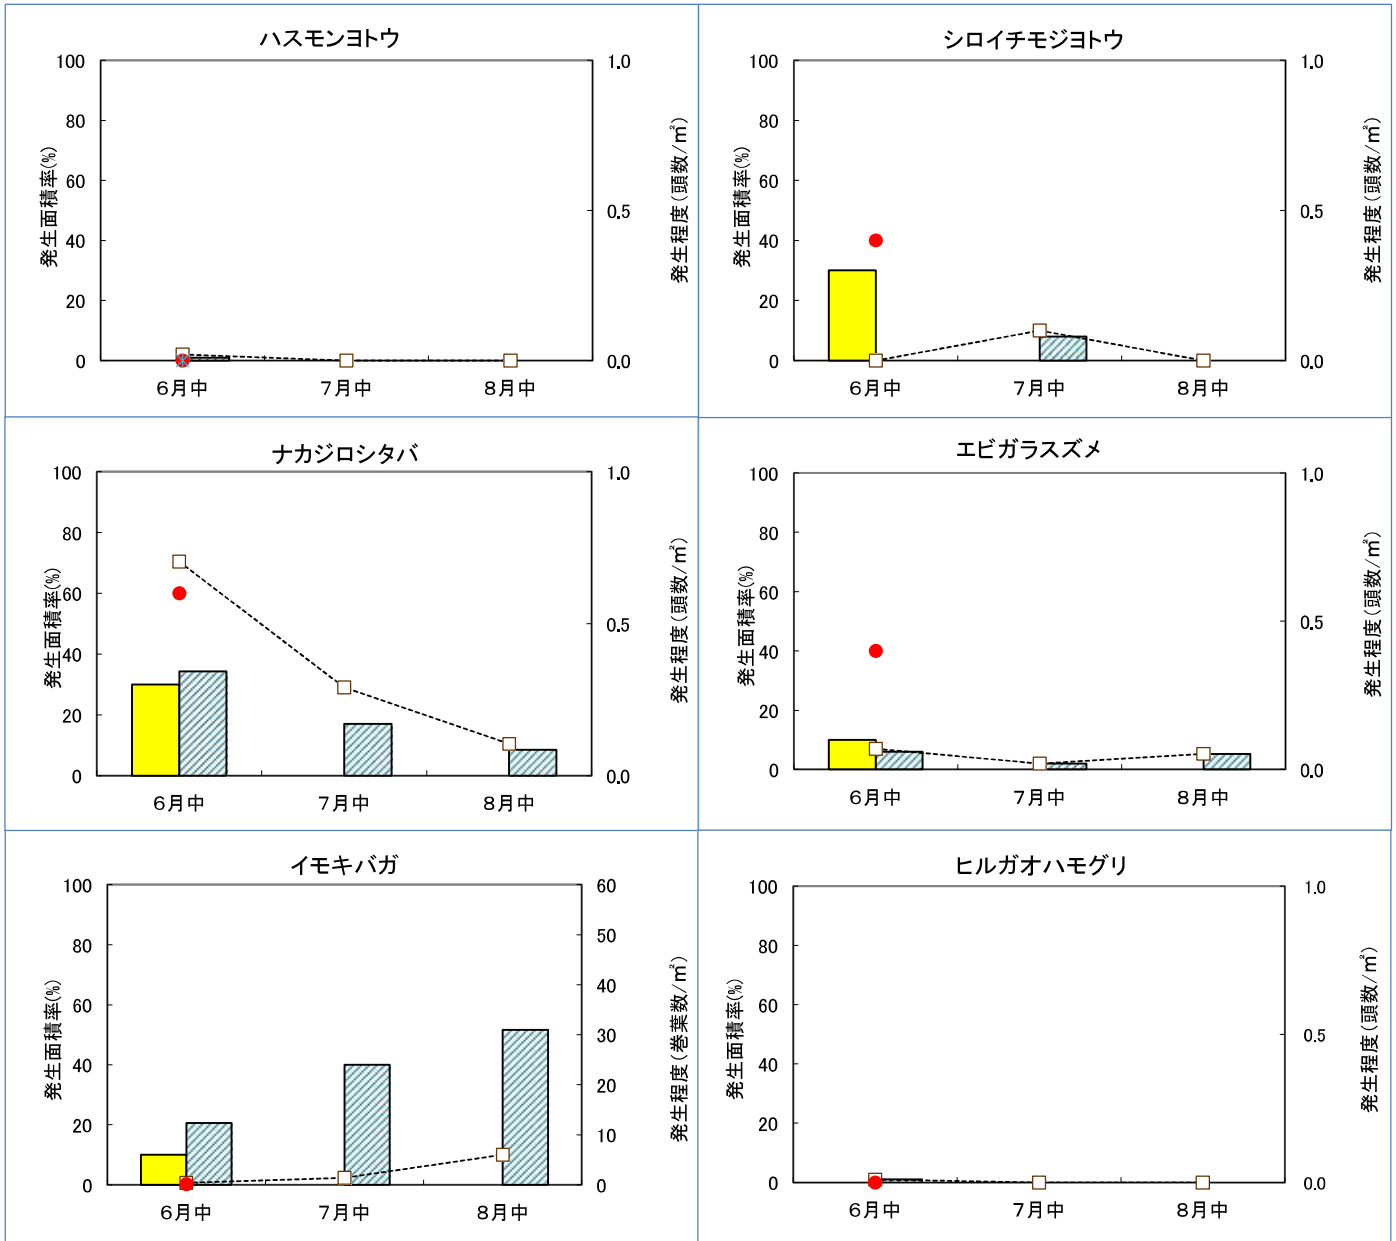 ハスモンヨトウ
100
80
60
40
20
0
発生面積率(%)
1.0
0.5
0.0
発生程度(頭数/㎡)
6月中 7月中 8月中
シロイチモジヨトウ
100
80
60
40
20
0
発生面積率(%)
1.0
0.5
0.0
発生程度(頭数/㎡)
6月中 7月中 8月中
ナカジロシタバ
100
80
60
40
20
0
発生面積率(%)
1.0
0.5
0.0
発生程度(頭数/㎡)
6月中 7月中 8月中
エビガラスズメ
100
80
60
40
20
0
発生面積率(%)
1.0
0.5
0.0
発生程度(頭数/㎡)
6月中 7月中 8月中
イモキバガ
100
80
60
40
20
0
発生面積率(%)
60
50
40
30
20
10
0
発生程度(巻葉数/㎡)
6月中 7月中 8月中
ヒルガオハモグリ
100
80
60
40
20
0
発生面積率(%)
1.0
0.5
0.0
発生程度(頭数/㎡)
6月中 7月中 8月中